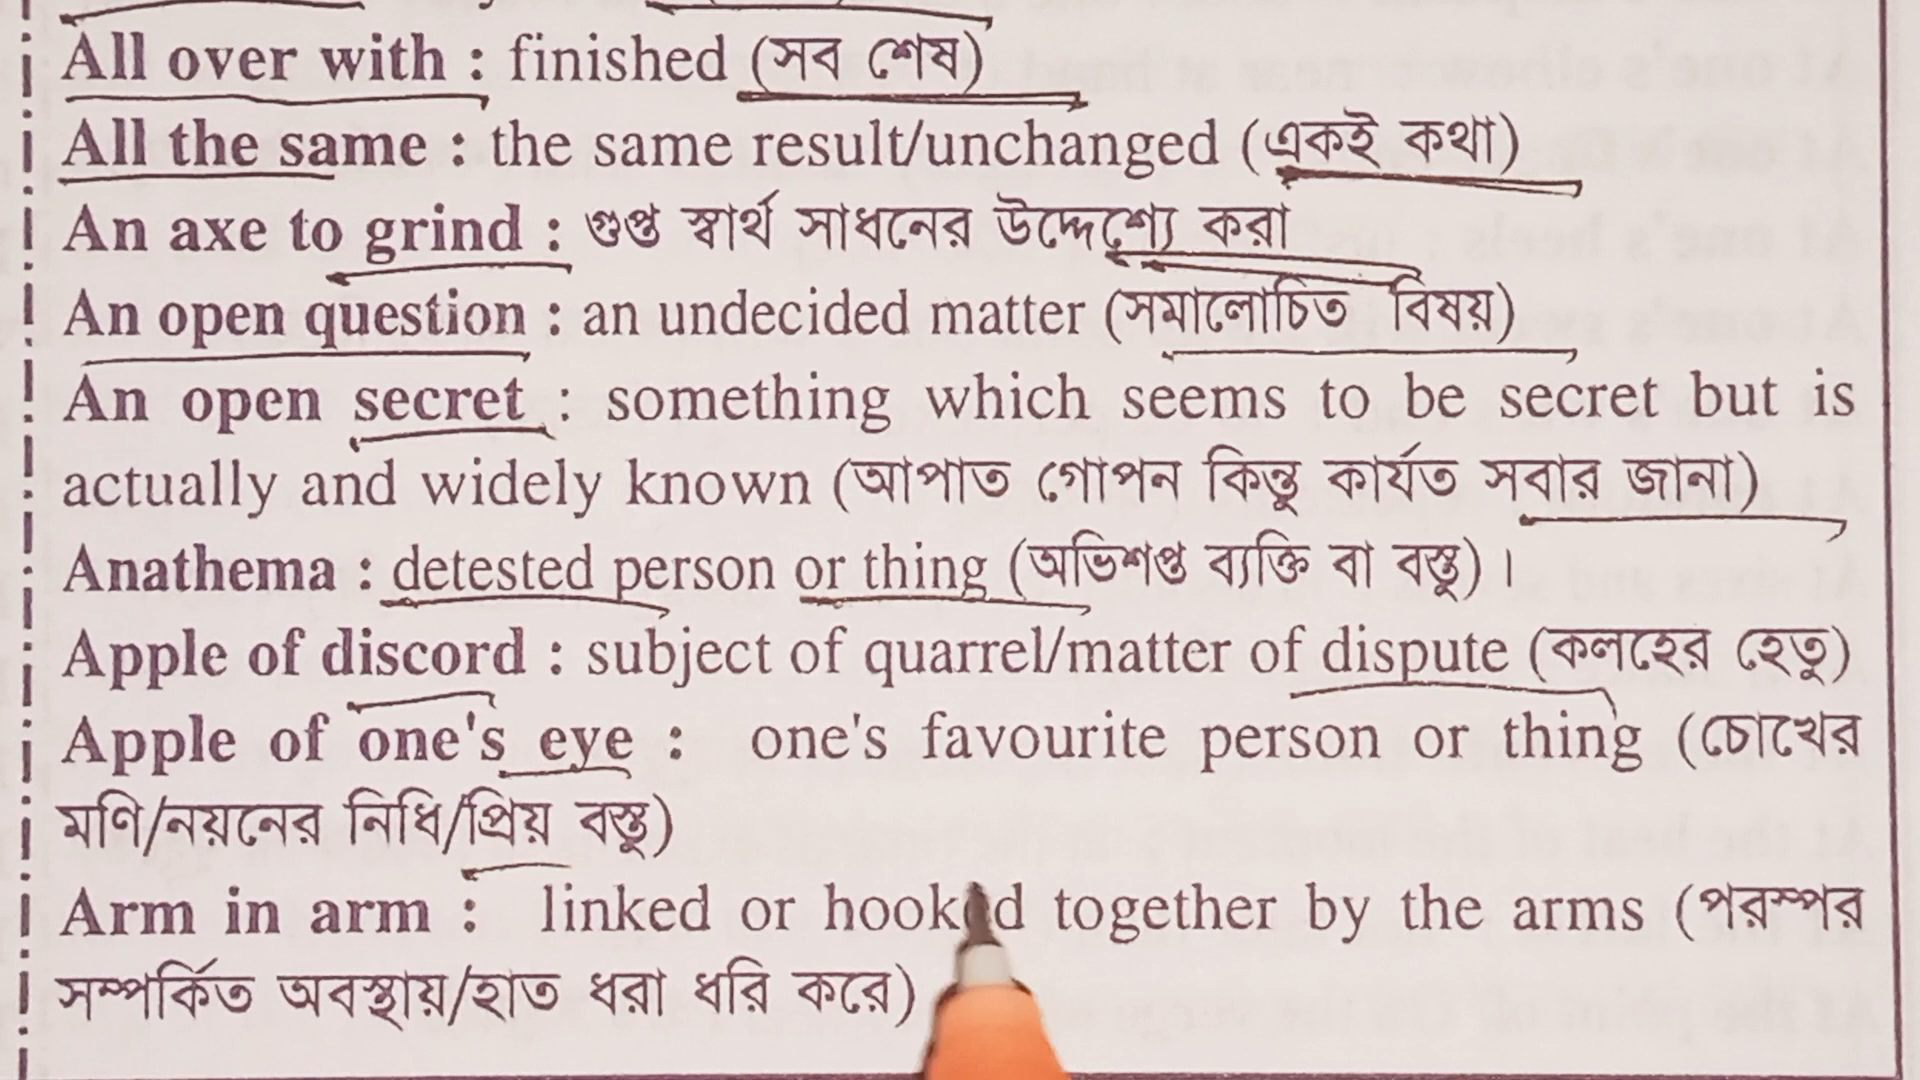 All over with : finished (সব শেষ)
All the same : the same result/unchanged (একই কথা)
An axe to grind : গুপ্ত স্বার্থ সাধনের উদ্দেশ্যে করা
An open question : an undecided matter (সমালোচিত বিষয়)
An open secret : something which seems to be secret but is
actually and widely known (আপাত গোপন কিন্তু কার্যত সবার জানা)
Anathema : detested person or thing (অভিশপ্ত ব্যক্তি বা বস্তু)।
Apple of discord : subject of quarrel/matter of dispute (কলহের হেতু)
Apple of one's eye : one's favourite person or thing (চোখের
মণি/নয়নের নিধি/প্রিয় বস্তু)
Arm in arm : linked or hooked together by the arms (পরস্পর
সম্পর্কিত অবস্থায়/হাত ধরা ধরি করে)